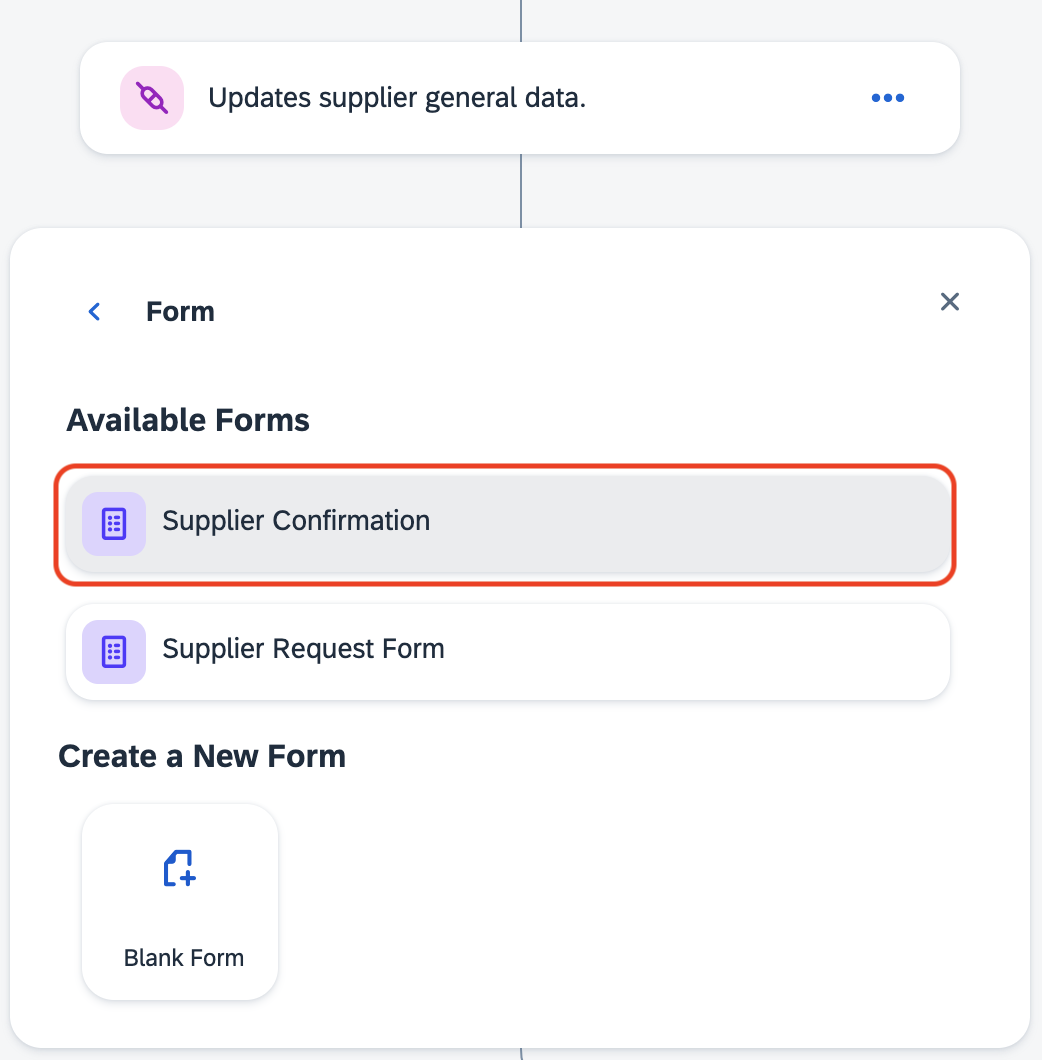 Updates supplier general data.
Form
Available Forms
Supplier Confirmation
Supplier Request Form
Create a New Form
Blank Form